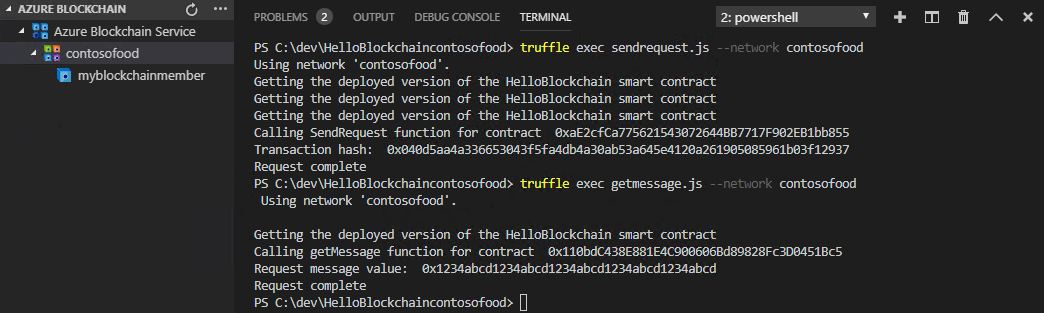 AZURE BLOCKCHAIN
Azure Blockchain Service
contosofood
myblockchainmember
PROBLEMS 2 OUTPUT DEBUG CONSOLE TERMINAL 2: powershell
PS C:\dev\HelloBlockchaincontosofood> truffle exec sendrequest.js --network contosofood
Using network 'contosofood'.
Getting the deployed version of the HelloBlockchain smart contract
Getting the deployed version of the HelloBlockchain smart contract
Getting the deployed version of the HelloBlockchain smart contract
Calling SendRequest function for contract 0xaE2cfCa775621543072644BB7717F902EB1bb855
Transaction hash: 0x040d5aa4a336653043f5fa4db4a30ab53a645e4120a261905085961b03f12937
Request complete
PS C:\dev\HelloBlockchaincontosofood> truffle exec getmessage.js --network contosofood
Using network 'contosofood'.
Getting the deployed version of the HelloBlockchain smart contract
Calling getMessage function for contract 0x110bdC438E881E4C900606Bd89828Fc3D0451Bc5
Request message value: 0x1234abcd1234abcd1234abcd1234abcd1234abcd
Request complete
PS C:\dev\HelloBlockchaincontosofood>